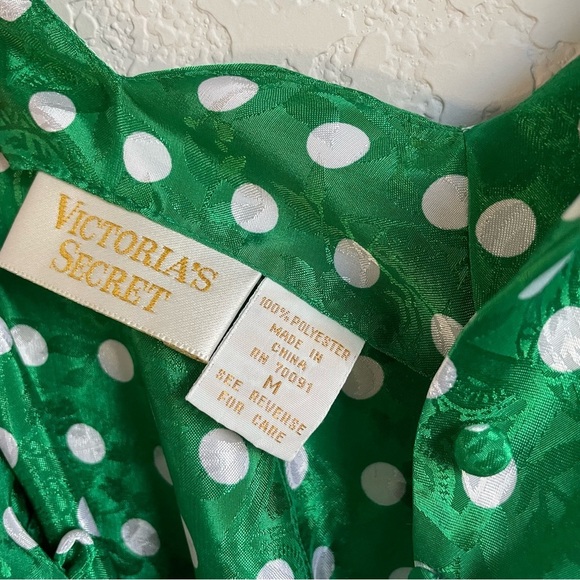 VICTORIA'S
SECRET
100% POLYESTER
MADE IN
CHINA
RN 70091
M
SEE REVERSE
FOR CARE